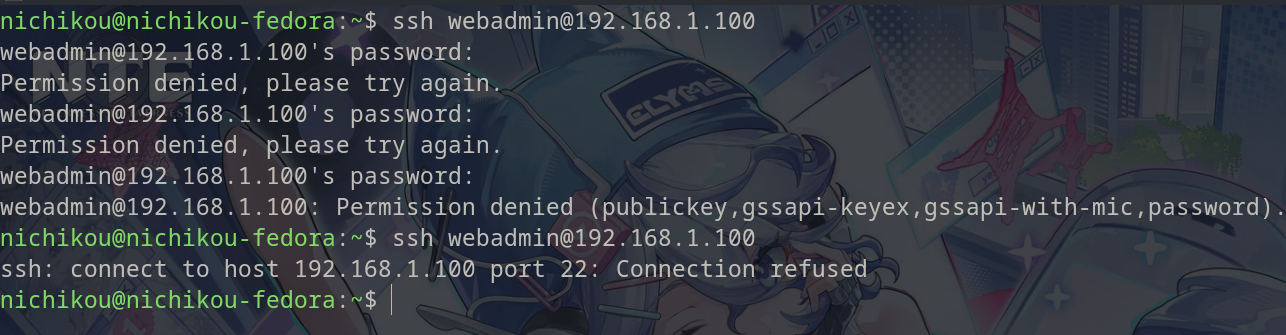 nichikou@nichikou-fedora:~$ ssh webadmin@192.168.1.100
webadmin@192.168.1.100's password:
Permission denied, please try again.
webadmin@192.168.1.100's password:
Permission denied, please try again.
webadmin@192.168.1.100's password:
webadmin@192.168.1.100: Permission denied (publickey,gssapi-keyex,gssapi-with-mic,password).
nichikou@nichikou-fedora:~$ ssh webadmin@192.168.1.100
ssh: connect to host 192.168.1.100 port 22: Connection refused
nichikou@nichikou-fedora:~$
CLYMS
NTE